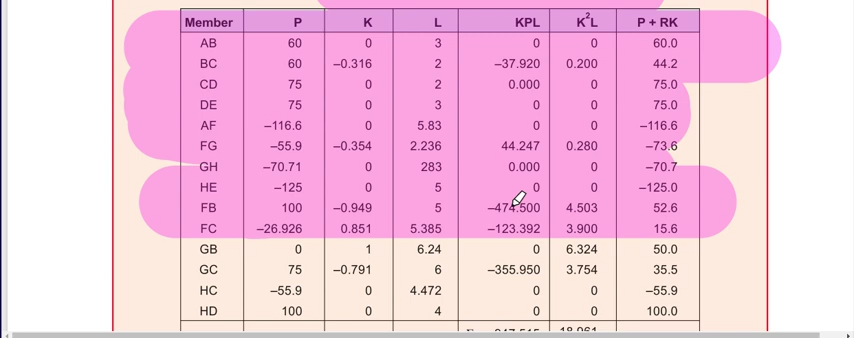 Member P K L KPL K²L P + RK
AB 60 0 3 0 0 60.0
BC 60 –0.316 2 –37.920 0.200 44.2
CD 75 0 2 0.000 0 75.0
DE 75 0 3 0 0 75.0
AF –116.6 0 5.83 0 0 –116.6
FG –55.9 –0.354 2.236 44.247 0.280 –73.6
GH –70.71 0 283 0.000 0 –70.7
HE –125 0 5 0 0 –125.0
FB 100 –0.949 5 –474.500 4.503 52.6
FC –26.926 0.851 5.385 –123.392 3.900 15.6
GB 0 1 6.24 0 6.324 50.0
GC 75 –0.791 6 –355.950 3.754 35.5
HC –55.9 0 4.472 0 0 –55.9
HD 100 0 4 0 0 100.0